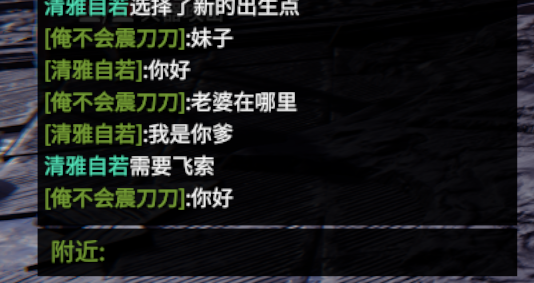 清雅自若选择了新的出生点
[俺不会震刀刀]:妹子
[清雅自若]:你好
[俺不会震刀刀]:老婆在哪里
[清雅自若]:我是你爹
清雅自若需要飞索
[俺不会震刀刀]:你好
附近: